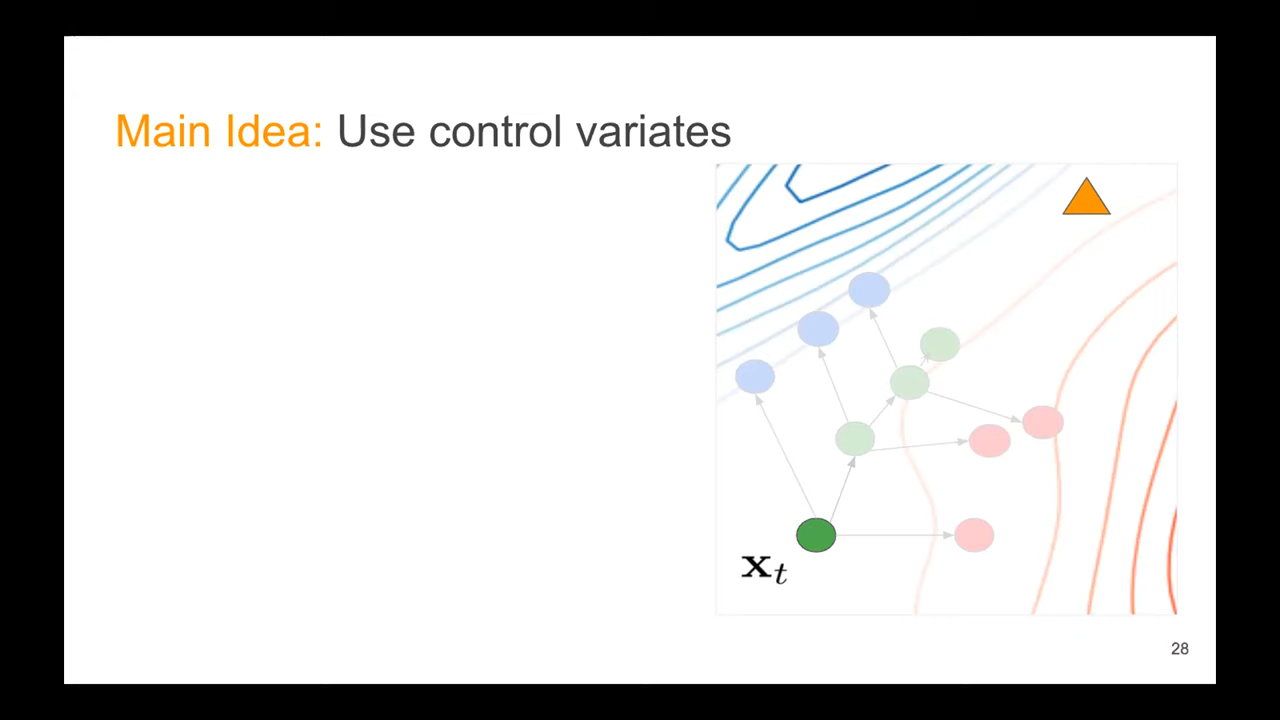 Main Idea: Use control variates
𝐱ₜ
28